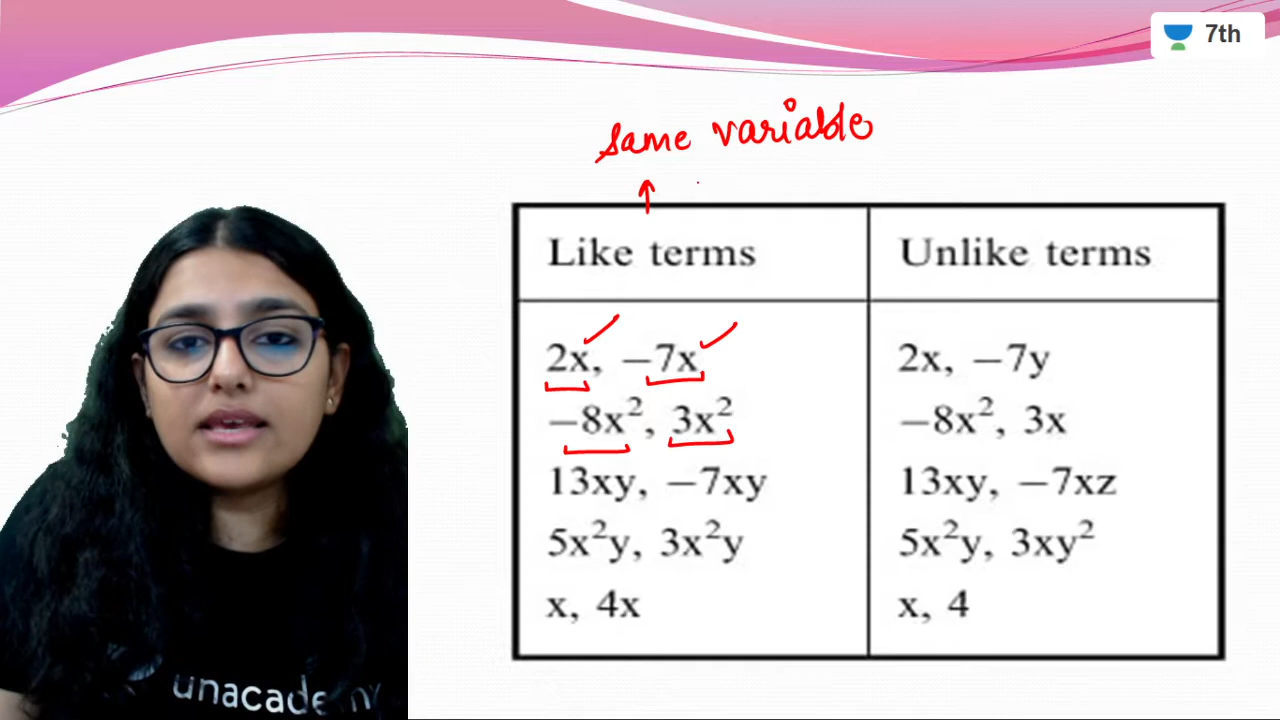 7th
same variable
Like terms
Unlike terms
2x, −7x
2x, −7y
−8x², 3x²
−8x², 3x
13xy, −7xy
13xy, −7xz
5x²y, 3x²y
5x²y, 3xy²
x, 4x
x, 4
unacademy